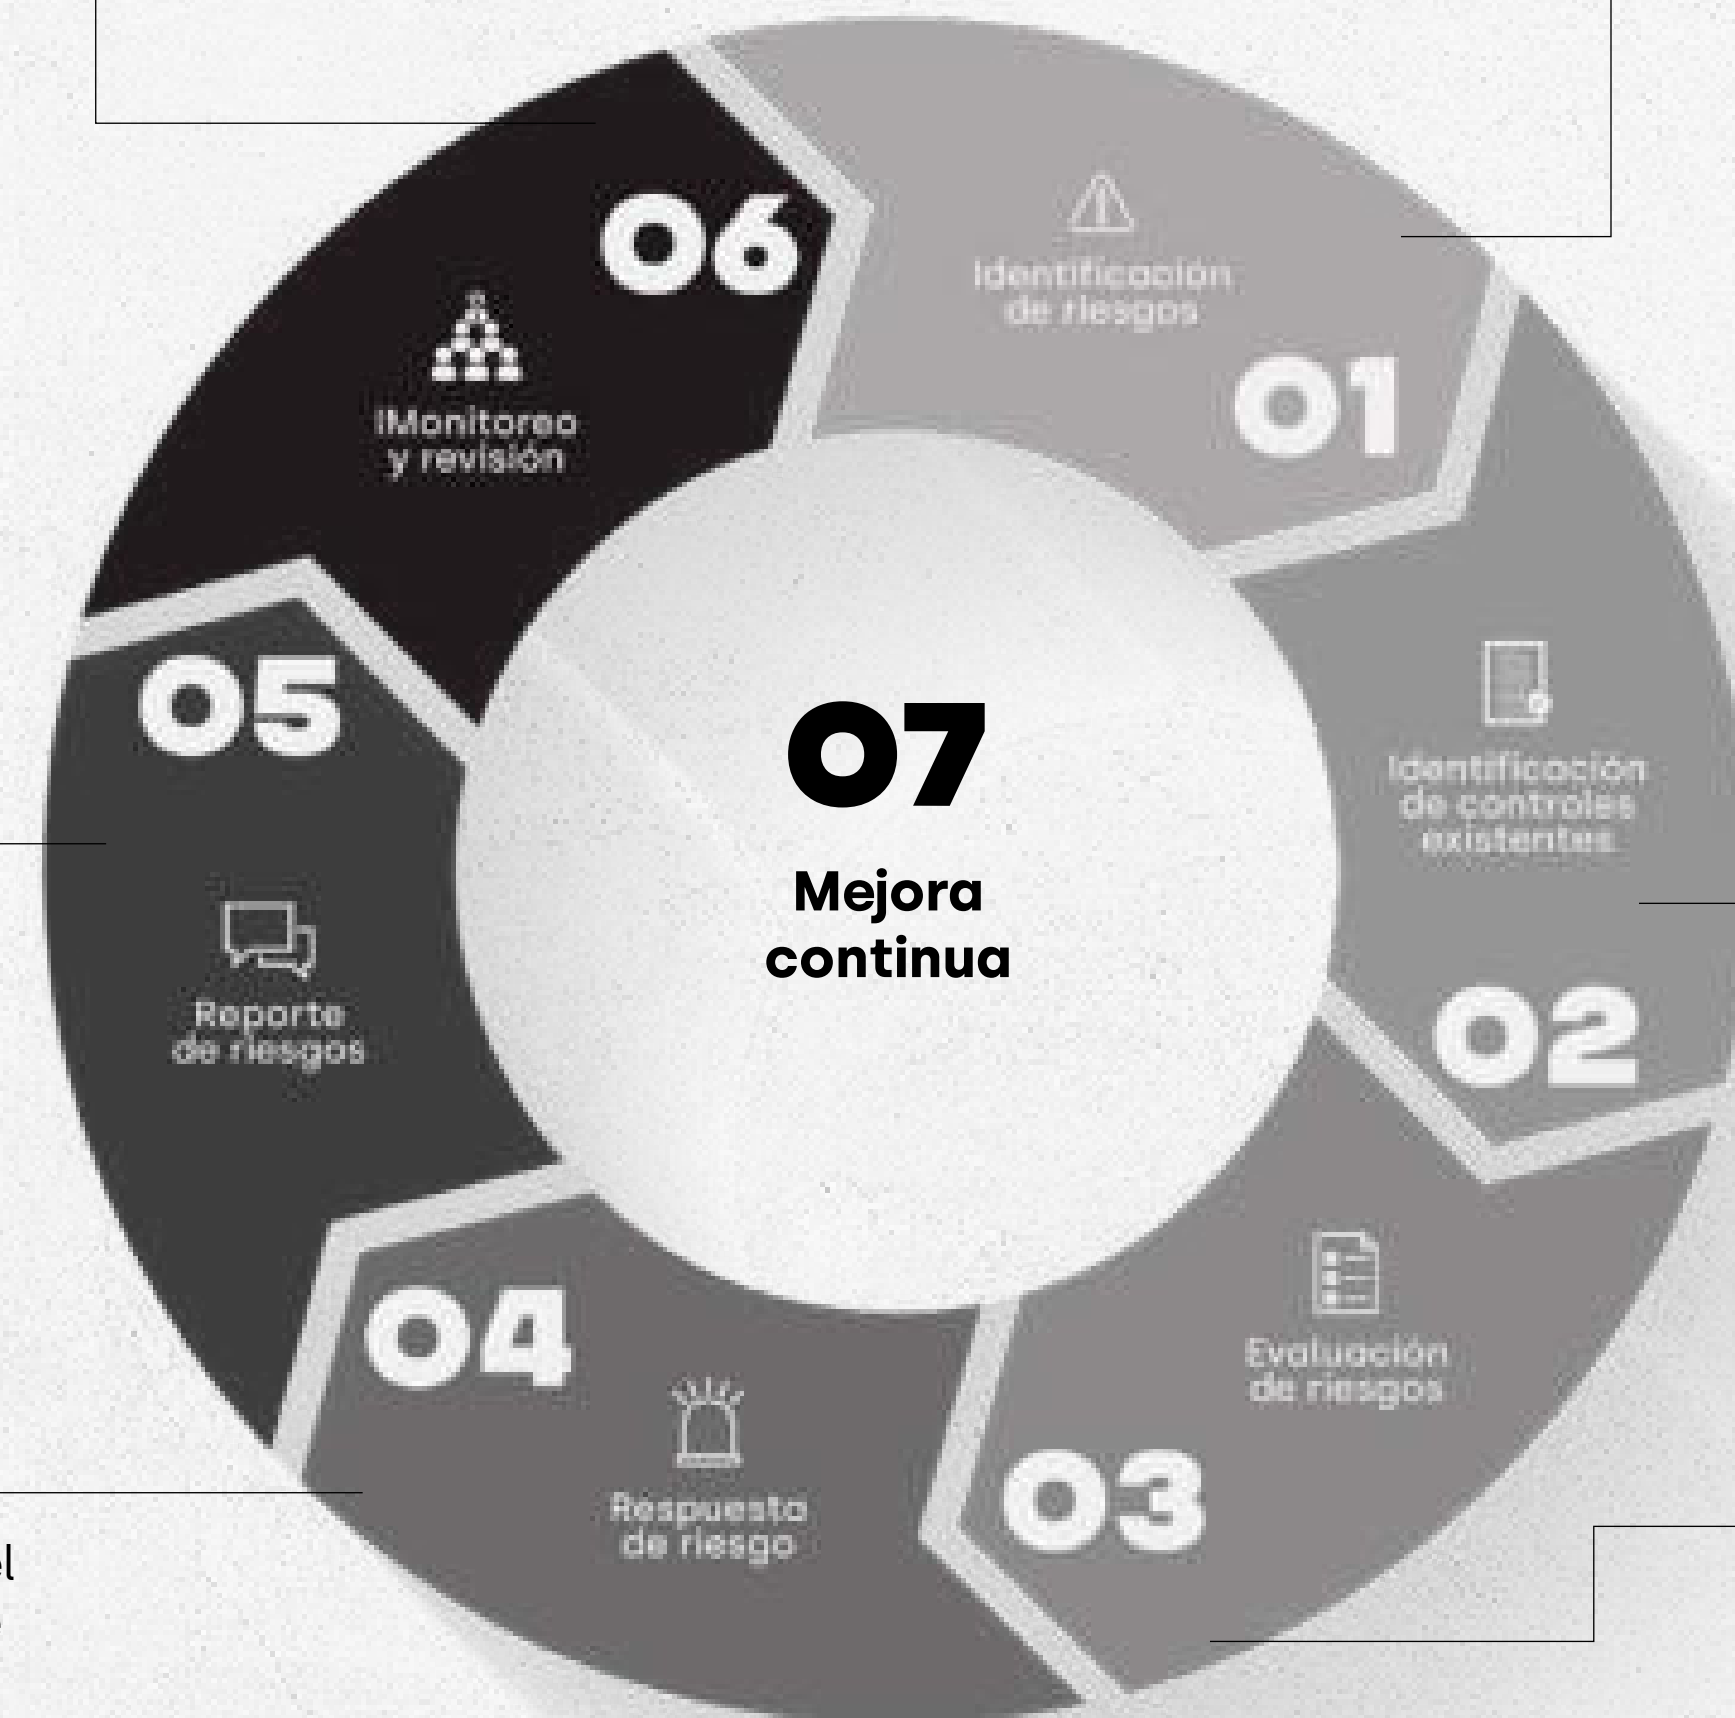 Identificación
de riesgos
01
Identificación
de controles
existentes
02
Evaluación
de riesgos
03
04
Respuesta
de riesgo
05
Reporte
de riesgos
06
IMonitoreo
y revisión
07
Mejora
continua
el